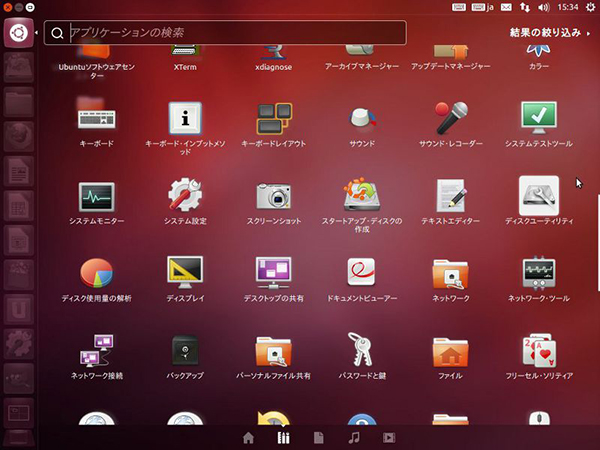 ja
15:34
アプリケーションの検索
結果の絞り込み
Ubuntuソフトウェアセン
ター
XTerm
xdiagnose
アーカイブマネージャー
アップデートマネージャー
カラー
キーボード
キーボード・インプットメソ
ッド
キーボードレイアウト
サウンド
サウンド・レコーダー
システムテストツール
システムモニター
システム設定
スクリーンショット
スタートアップ・ディスクの
作成
テキストエディター
ディスクユーティリティ
ディスク使用量の解析
ディスプレイ
デスクトップの共有
ドキュメントビューアー
ネットワーク
ネットワーク・ツール
ネットワーク接続
バックアップ
パーソナルファイル共有
パスワードと鍵
ファイル
フリーセル・ソリティア